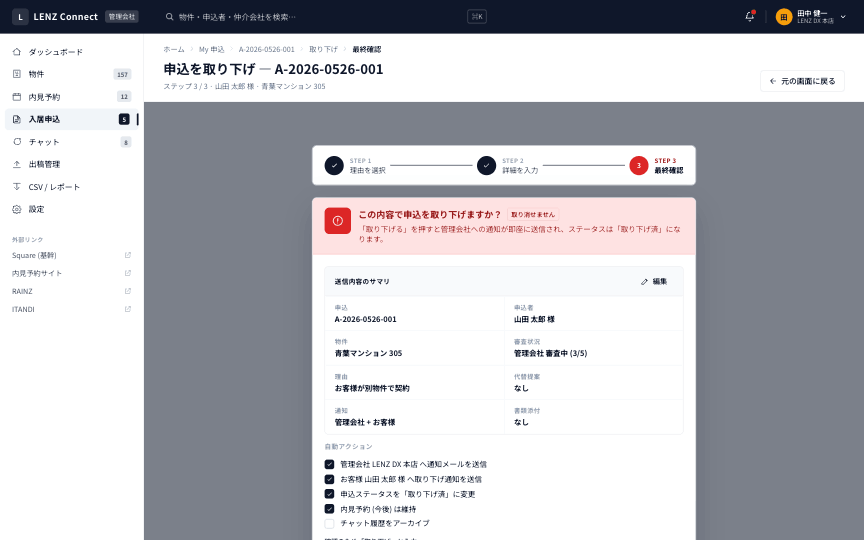 L LENZ Connect 管理会社
物件・申込者・仲介会社を検索…
⌘K
田 田中 健一
LENZ DX 本店
ダッシュボード
物件 157
内見予約 12
入居申込 5
チャット 8
出稿管理
CSV / レポート
設定
外部リンク
Square (基幹)
内見予約サイト
RAINZ
ITANDI
ホーム › My 申込 › A-2026-0526-001 › 取り下げ › 最終確認
申込を取り下げ — A-2026-0526-001
ステップ 3 / 3 · 山田 太郎 様 · 青葉マンション 305
← 元の画面に戻る
STEP 1
理由を選択
STEP 2
詳細を入力
3 STEP 3
最終確認
この内容で申込を取り下げますか？ 取り消せません
「取り下げる」を押すと管理会社への通知が即座に送信され、ステータスは「取り下げ済」にな
ります。
送信内容のサマリ 編集
申込
A-2026-0526-001
申込者
山田 太郎 様
物件
青葉マンション 305
審査状況
管理会社 審査中 (3/5)
理由
お客様が別物件で契約
代替提案
なし
通知
管理会社 + お客様
書類添付
なし
自動アクション
管理会社 LENZ DX 本店 へ通知メールを送信
お客様 山田 太郎 様 へ取り下げ通知を送信
申込ステータスを「取り下げ済」に変更
内見予約 (今後) は維持
チャット履歴をアーカイブ